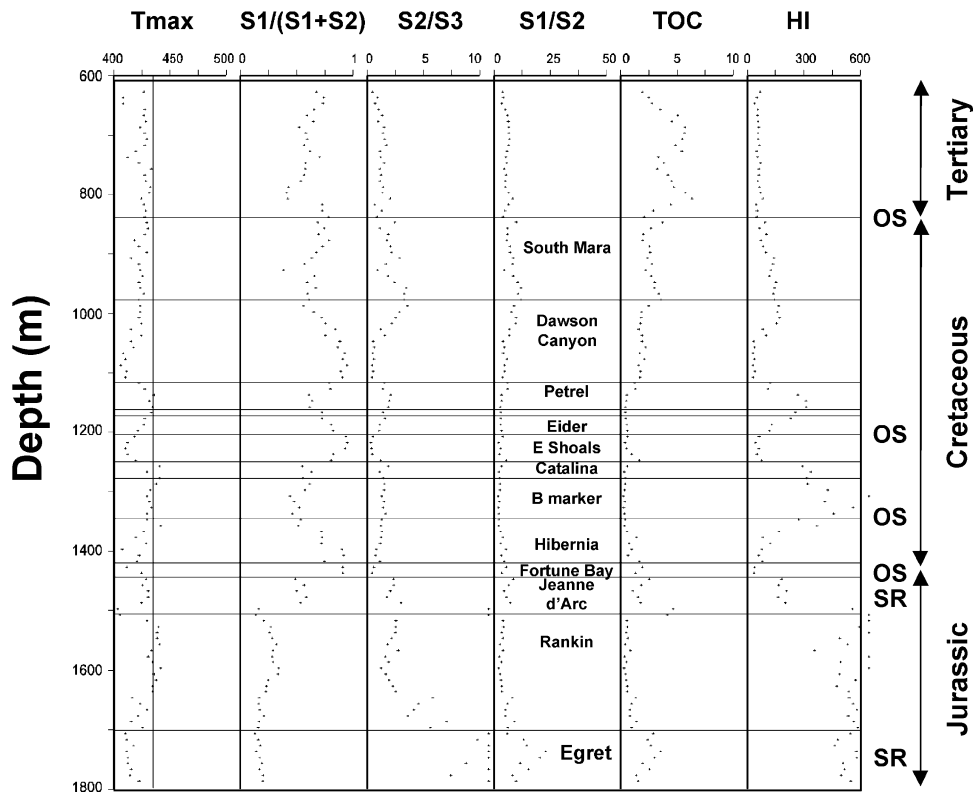 Tmax S1/(S1+S2) S2/S3 S1/S2 TOC HI
400 450 500 0 1 0 5 10 0 25 50 0 5 10 0 300 600
600
800
1000
1200
1400
1600
1800
Depth (m)
South Mara
Dawson
Canyon
Petrel
Eider
E Shoals
Catalina
B marker
Hibernia
Fortune Bay
Jeanne
d'Arc
Rankin
Egret
OS
OS
OS
OS
SR
SR
Tertiary
Cretaceous
Jurassic